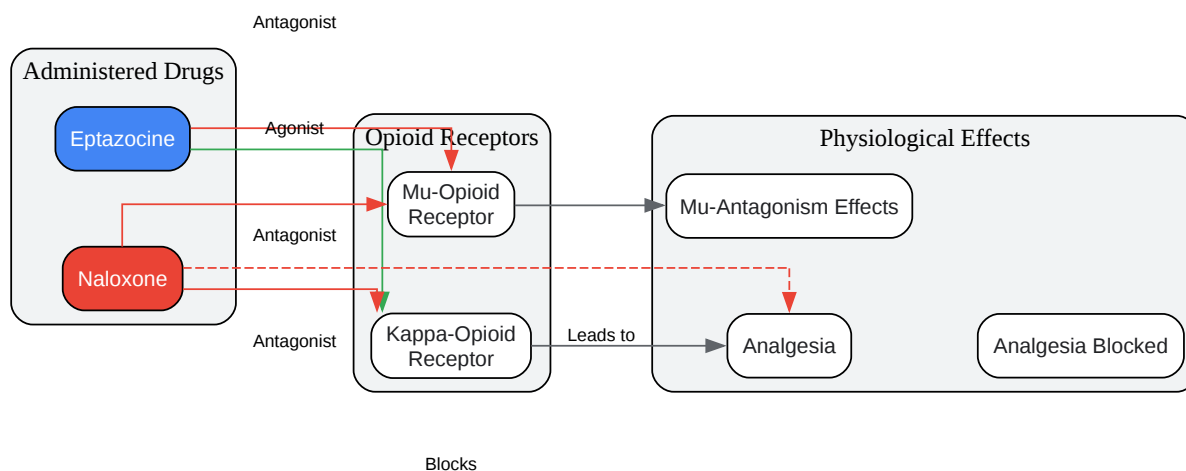 Antagonist
Administered Drugs
Eptazocine
Agonist
Opioid Receptors
Physiological Effects
Mu-Opioid
Receptor
Mu-Antagonism Effects
Antagonist
Naloxone
Antagonist
Kappa-Opioid
Receptor
Leads to
Analgesia
Analgesia Blocked
Blocks